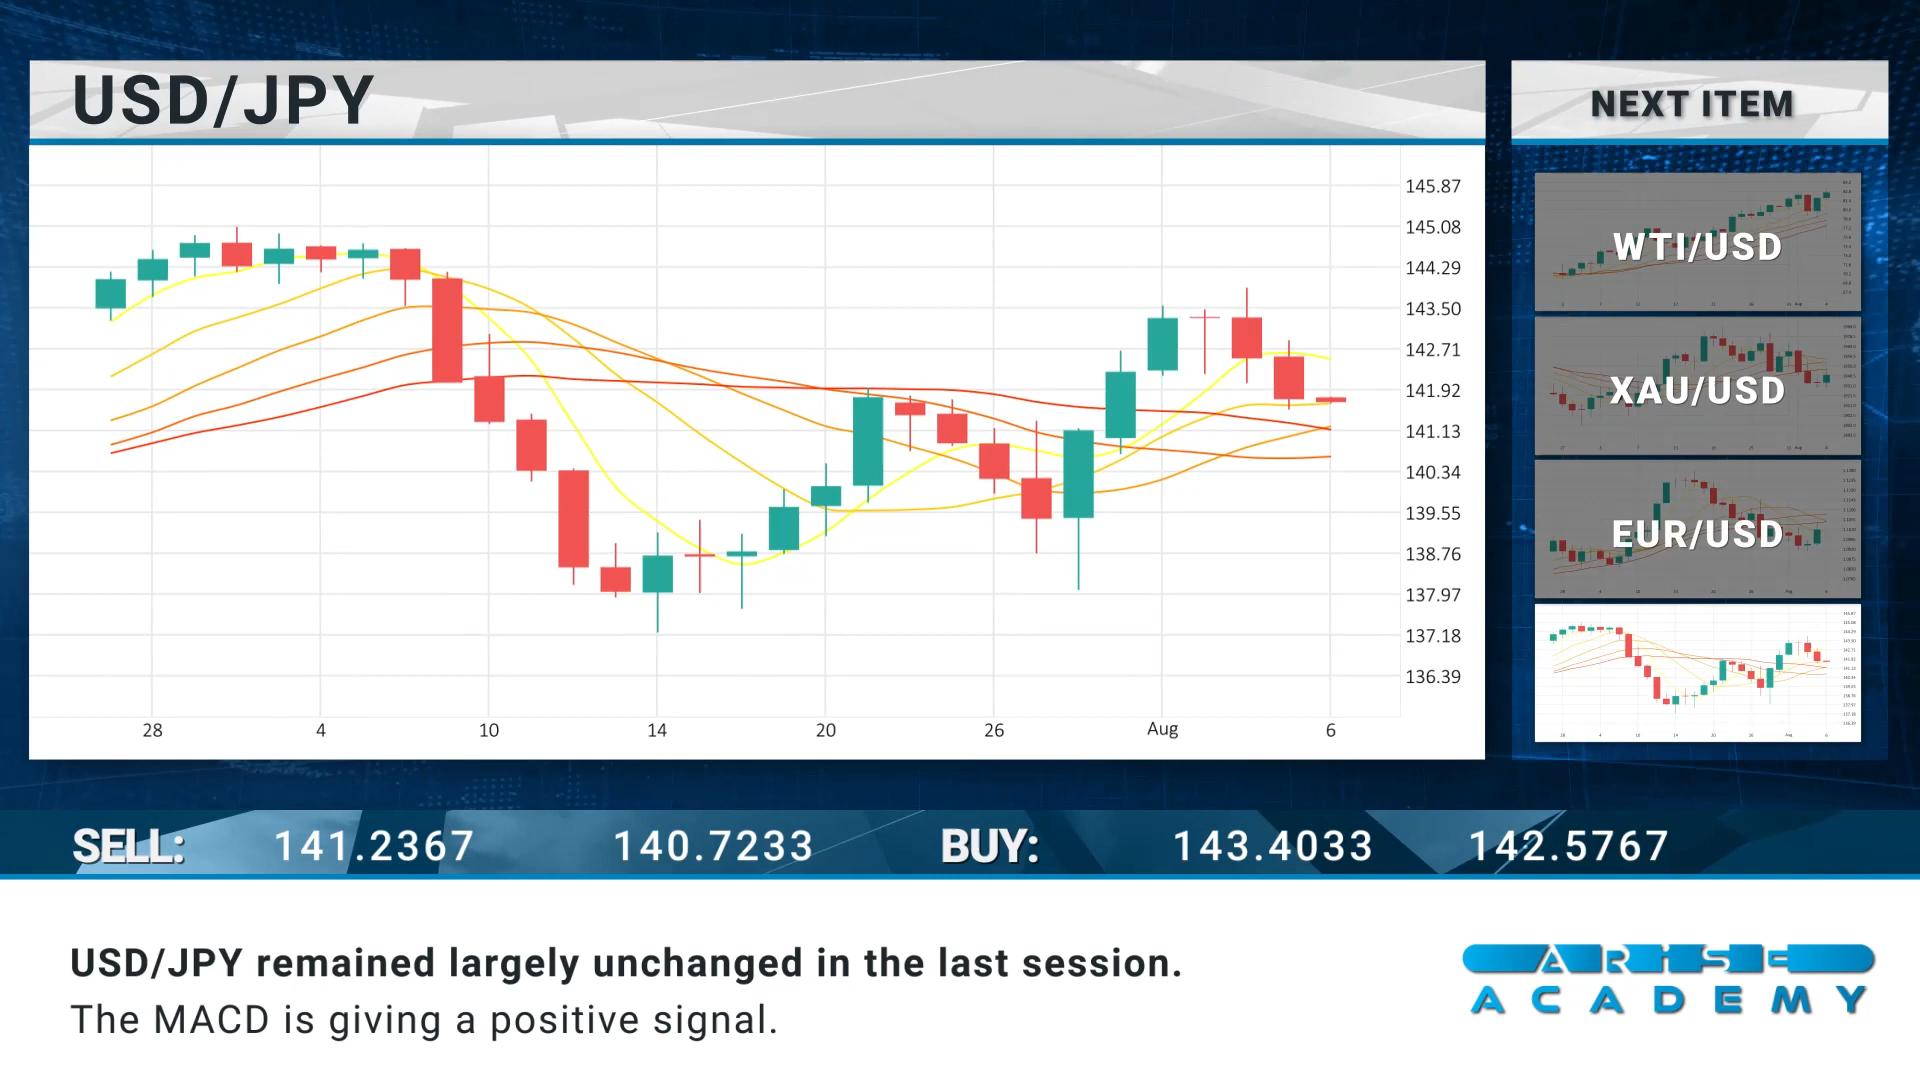 USD/JPY
NEXT ITEM
145.87
145.08
144.29
143.50
142.71
141.92
141.13
140.34
139.55
138.76
137.97
137.18
136.39
28 4 10 14 20 26 Aug 6
WTI/USD
XAU/USD
EUR/USD
SELL: 141.2367 140.7233 BUY: 143.4033 142.5767
USD/JPY remained largely unchanged in the last session.
The MACD is giving a positive signal.
ARISE
ACADEMY